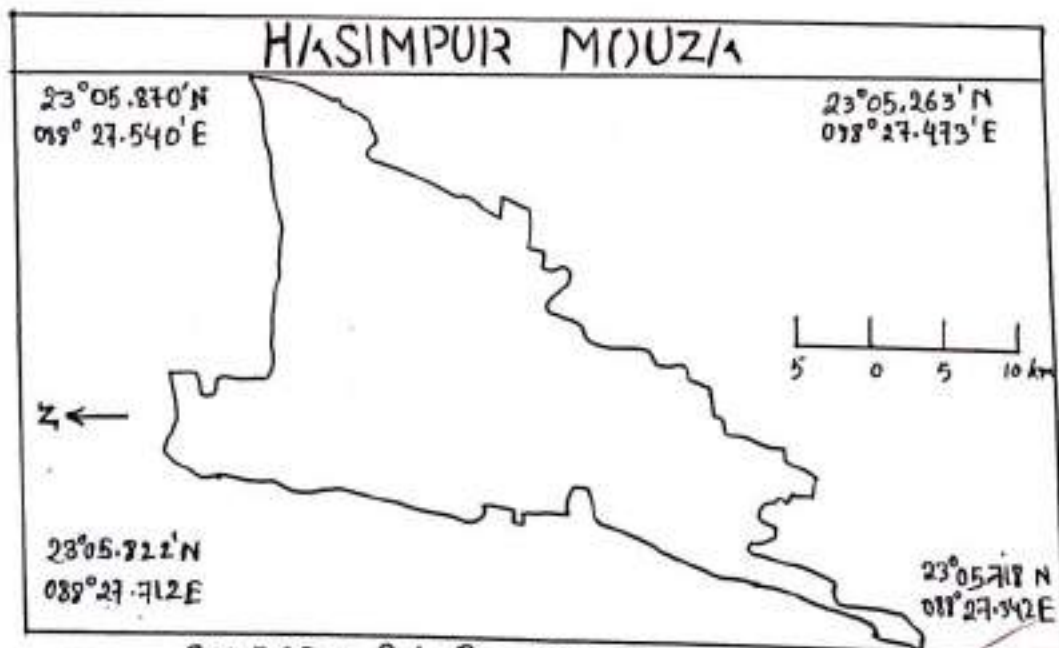 HASIMPUR MOUZA
23°05.870'N
088°27.540'E
23°05.263'N
088°27.473'E
5 0 5 10 km
N
23°05.822'N
088°27.712E
23°05.718 N
088°27.342E